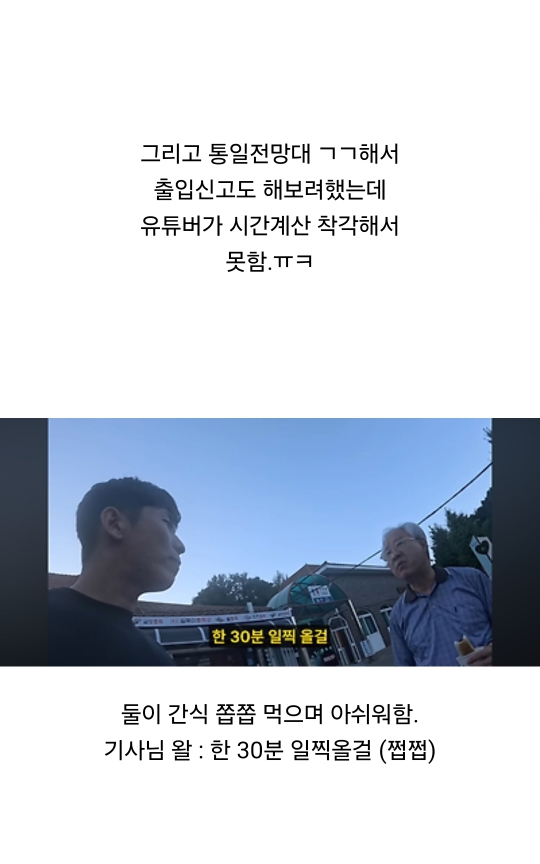 그리고 통일전망대 ㄱㄱ해서
출입신고도 해보려했는데
유튜버가 시간계산 착각해서
못함.ㅠㅋ
한 30분 일찍 올걸
둘이 간식 쫍쫍 먹으며 아쉬워함.
기사님 왈 : 한 30분 일찍올걸 (쩝쩝)